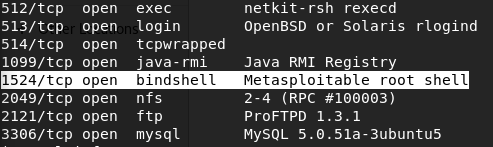 512/tcp open exec netkit-rsh rexecd
513/tcp open login OpenBSD or Solaris rlogind
514/tcp open tcpwrapped
1099/tcp open java-rmi Java RMI Registry
1524/tcp open bindshell Metasploitable root shell
2049/tcp open nfs 2-4 (RPC #100003)
2121/tcp open ftp ProFTPD 1.3.1
3306/tcp open mysql MySQL 5.0.51a-3ubuntu5